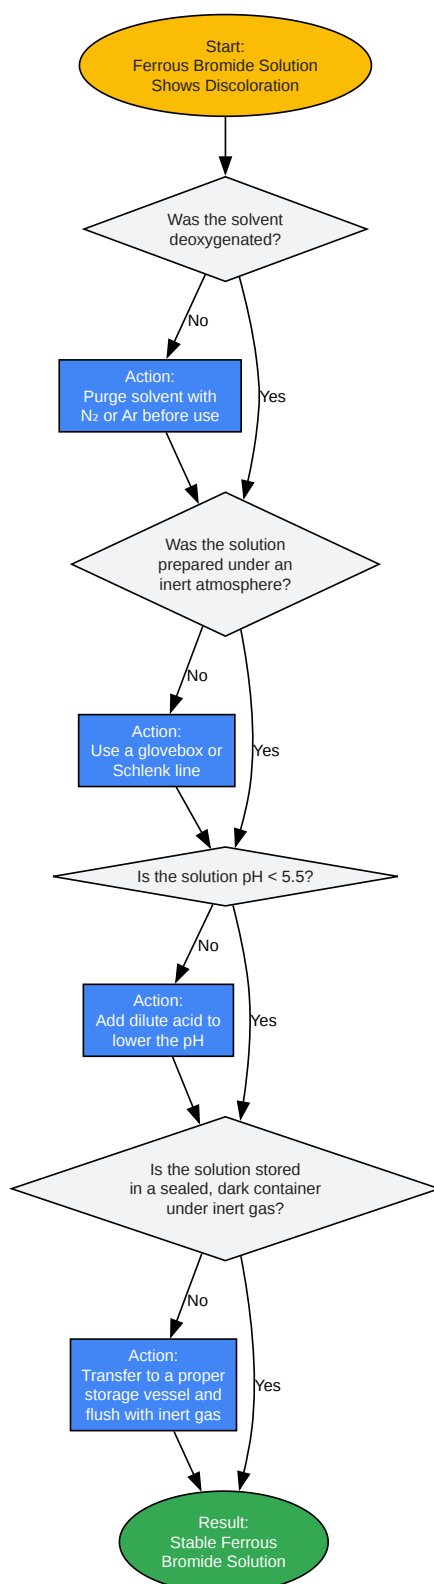 Start:
Ferrous Bromide Solution
Shows Discoloration
Was the solvent
deoxygenated?
No
Yes
Action:
Purge solvent with
N₂ or Ar before use
Was the solution
prepared under an
inert atmosphere?
No
Yes
Action:
Use a glovebox or
Schlenk line
Is the solution pH < 5.5?
No
Yes
Action:
Add dilute acid to
lower the pH
Is the solution stored
in a sealed, dark container
under inert gas?
No
Yes
Action:
Transfer to a proper
storage vessel and
flush with inert gas
Result:
Stable Ferrous
Bromide Solution